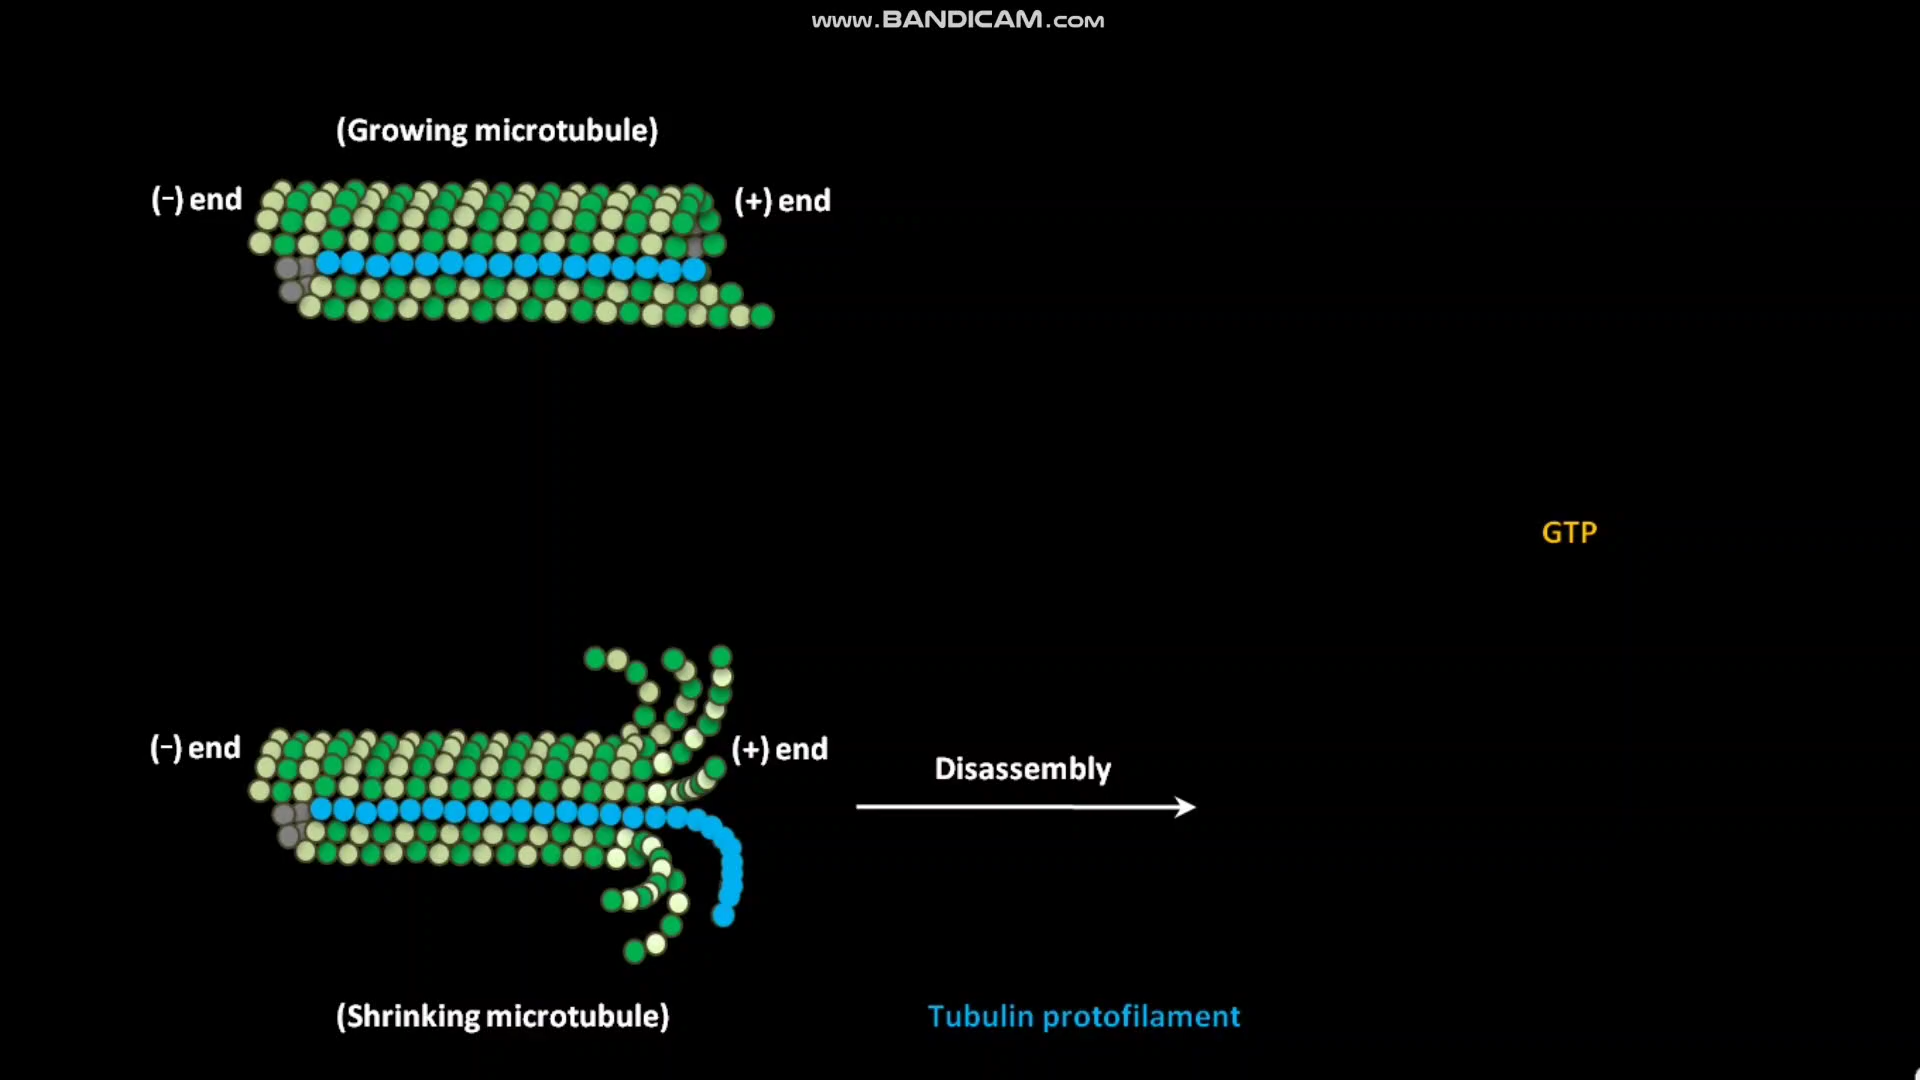 www.BANDICAM.com
(Growing microtubule)
(−) end
(+) end
GTP
(−) end
(+) end
Disassembly
(Shrinking microtubule)
Tubulin protofilament